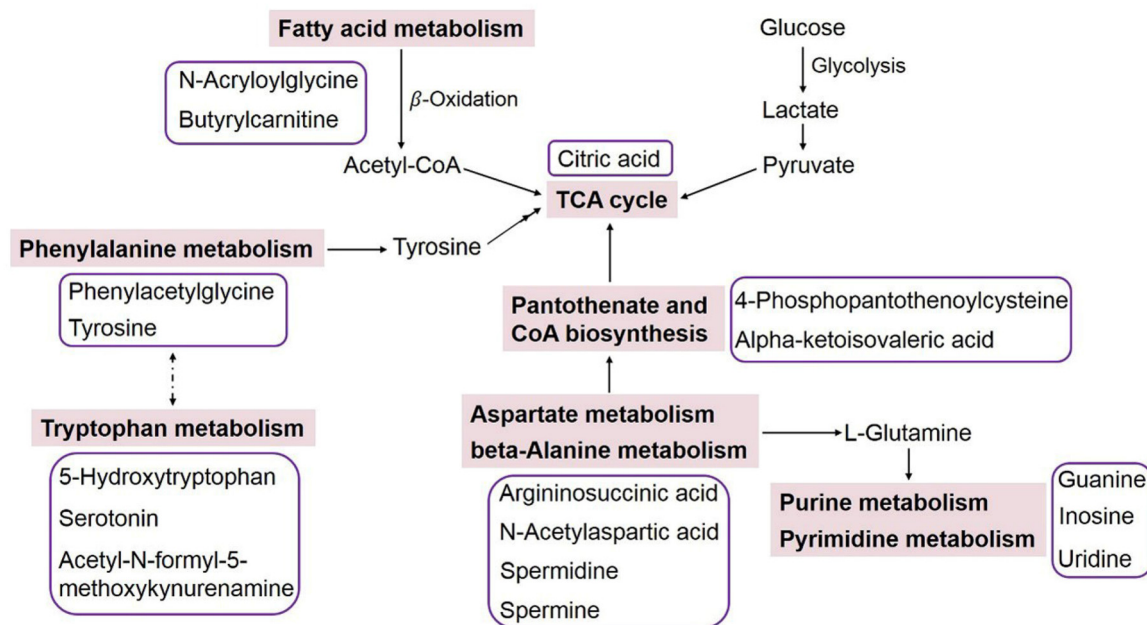 Fatty acid metabolism
N-Acryloylglycine
Butyrylcarnitine
β-Oxidation
Acetyl-CoA
Glucose
Glycolysis
Lactate
Pyruvate
Citric acid
TCA cycle
Phenylalanine metabolism
Tyrosine
Phenylacetylglycine
Tyrosine
Pantothenate and
CoA biosynthesis
4-Phosphopantothenoylcysteine
Alpha-ketoisovaleric acid
Tryptophan metabolism
5-Hydroxytryptophan
Serotonin
Acetyl-N-formyl-5-
methoxykynurenamine
Aspartate metabolism
beta-Alanine metabolism
Argininosuccinic acid
N-Acetylaspartic acid
Spermidine
Spermine
L-Glutamine
Purine metabolism
Pyrimidine metabolism
Guanine
Inosine
Uridine